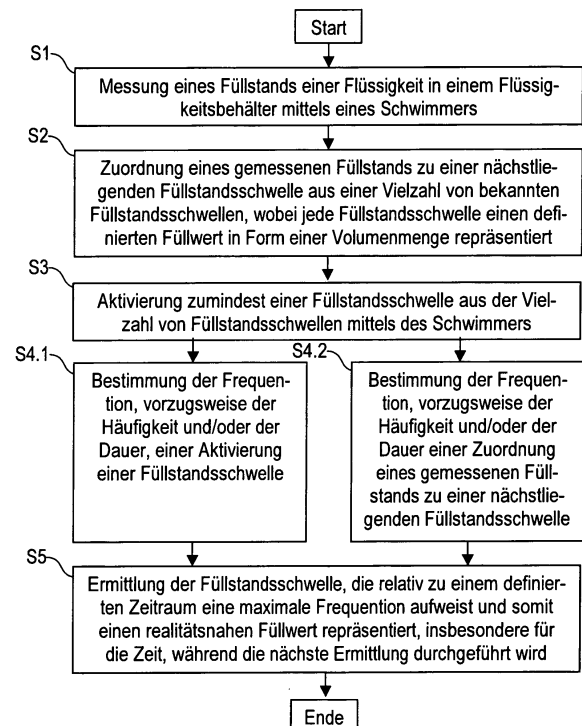 Start
S1
Messung eines Füllstands einer Flüssigkeit in einem Flüssig-
keitsbehälter mittels eines Schwimmers
S2
Zuordnung eines gemessenen Füllstands zu einer nächstlie-
genden Füllstandsschwelle aus einer Vielzahl von bekannten
Füllstandsschwellen, wobei jede Füllstandsschwelle einen defi-
nierten Füllwert in Form einer Volumenmenge repräsentiert
S3
Aktivierung zumindest einer Füllstandsschwelle aus der Viel-
zahl von Füllstandsschwellen mittels des Schwimmers
S4.1
Bestimmung der Frequen-
tion, vorzugsweise der
Häufigkeit und/oder der
Dauer, einer Aktivierung
einer Füllstandsschwelle
S4.2
Bestimmung der Frequen-
tion, vorzugsweise der
Häufigkeit und/oder der
Dauer einer Zuordnung
eines gemessenen Füll-
stands zu einer nächstlie-
genden Füllstandsschwelle
S5
Ermittlung der Füllstandsschwelle, die relativ zu einem definier-
ten Zeitraum eine maximale Frequention aufweist und somit
einen realitätsnahen Füllwert repräsentiert, insbesondere für
die Zeit, während die nächste Ermittlung durchgeführt wird
Ende